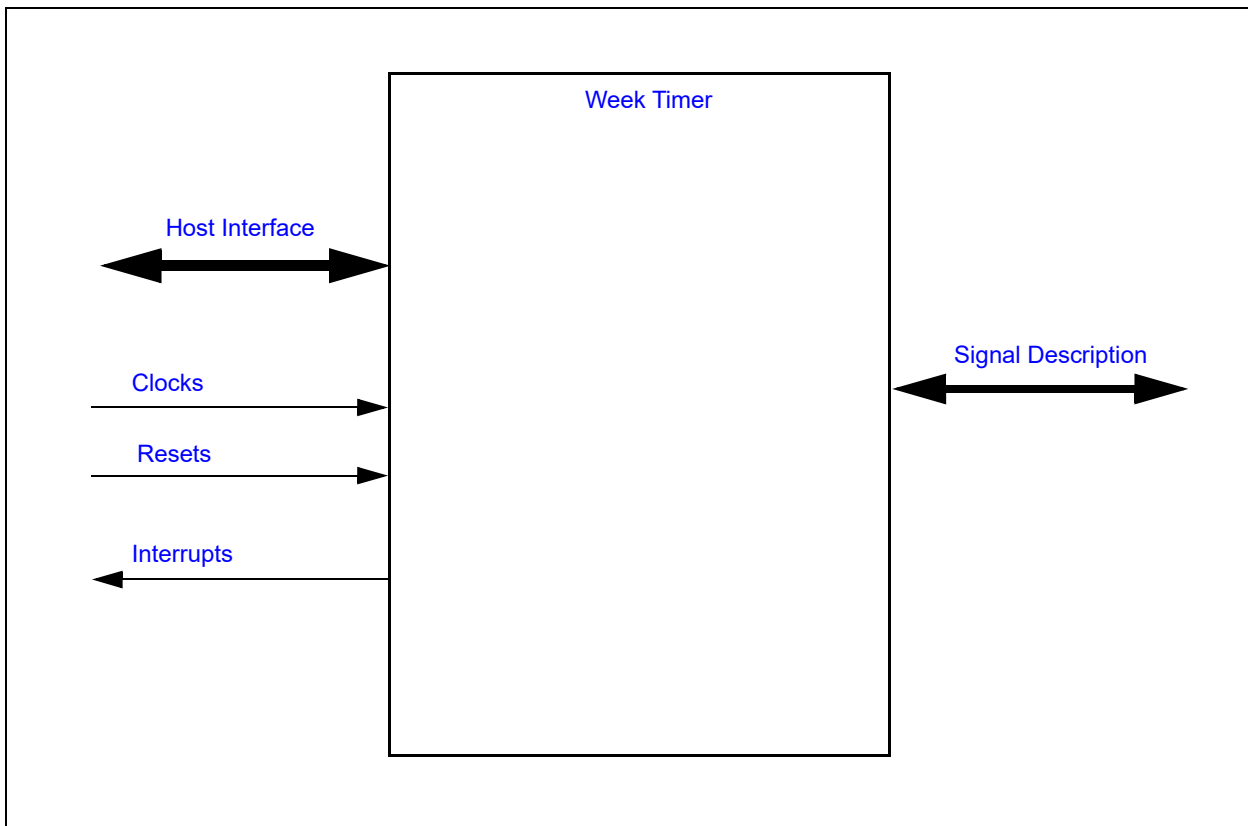 Week Timer
Host Interface
Signal Description
Clocks
Resets
Interrupts